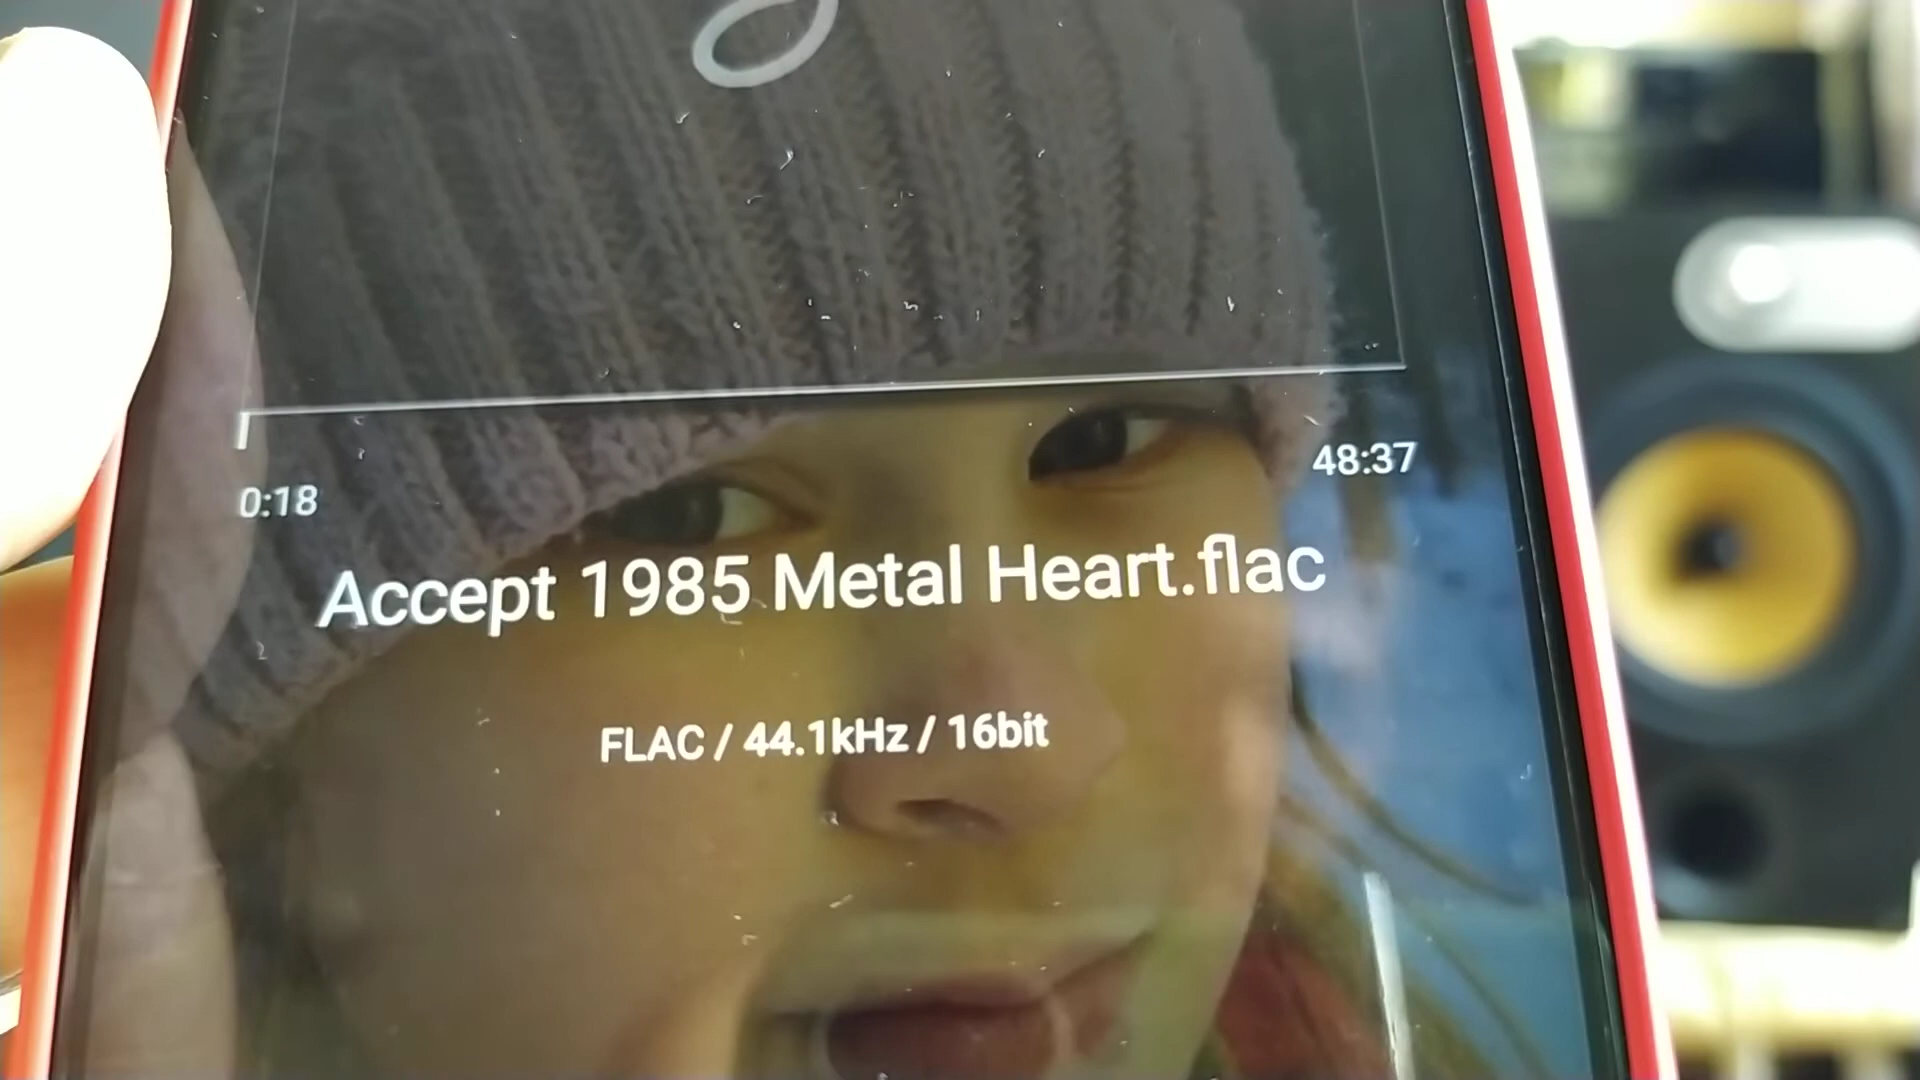 0:18
48:37
Accept 1985 Metal Heart.flac
FLAC / 44.1kHz / 16bit